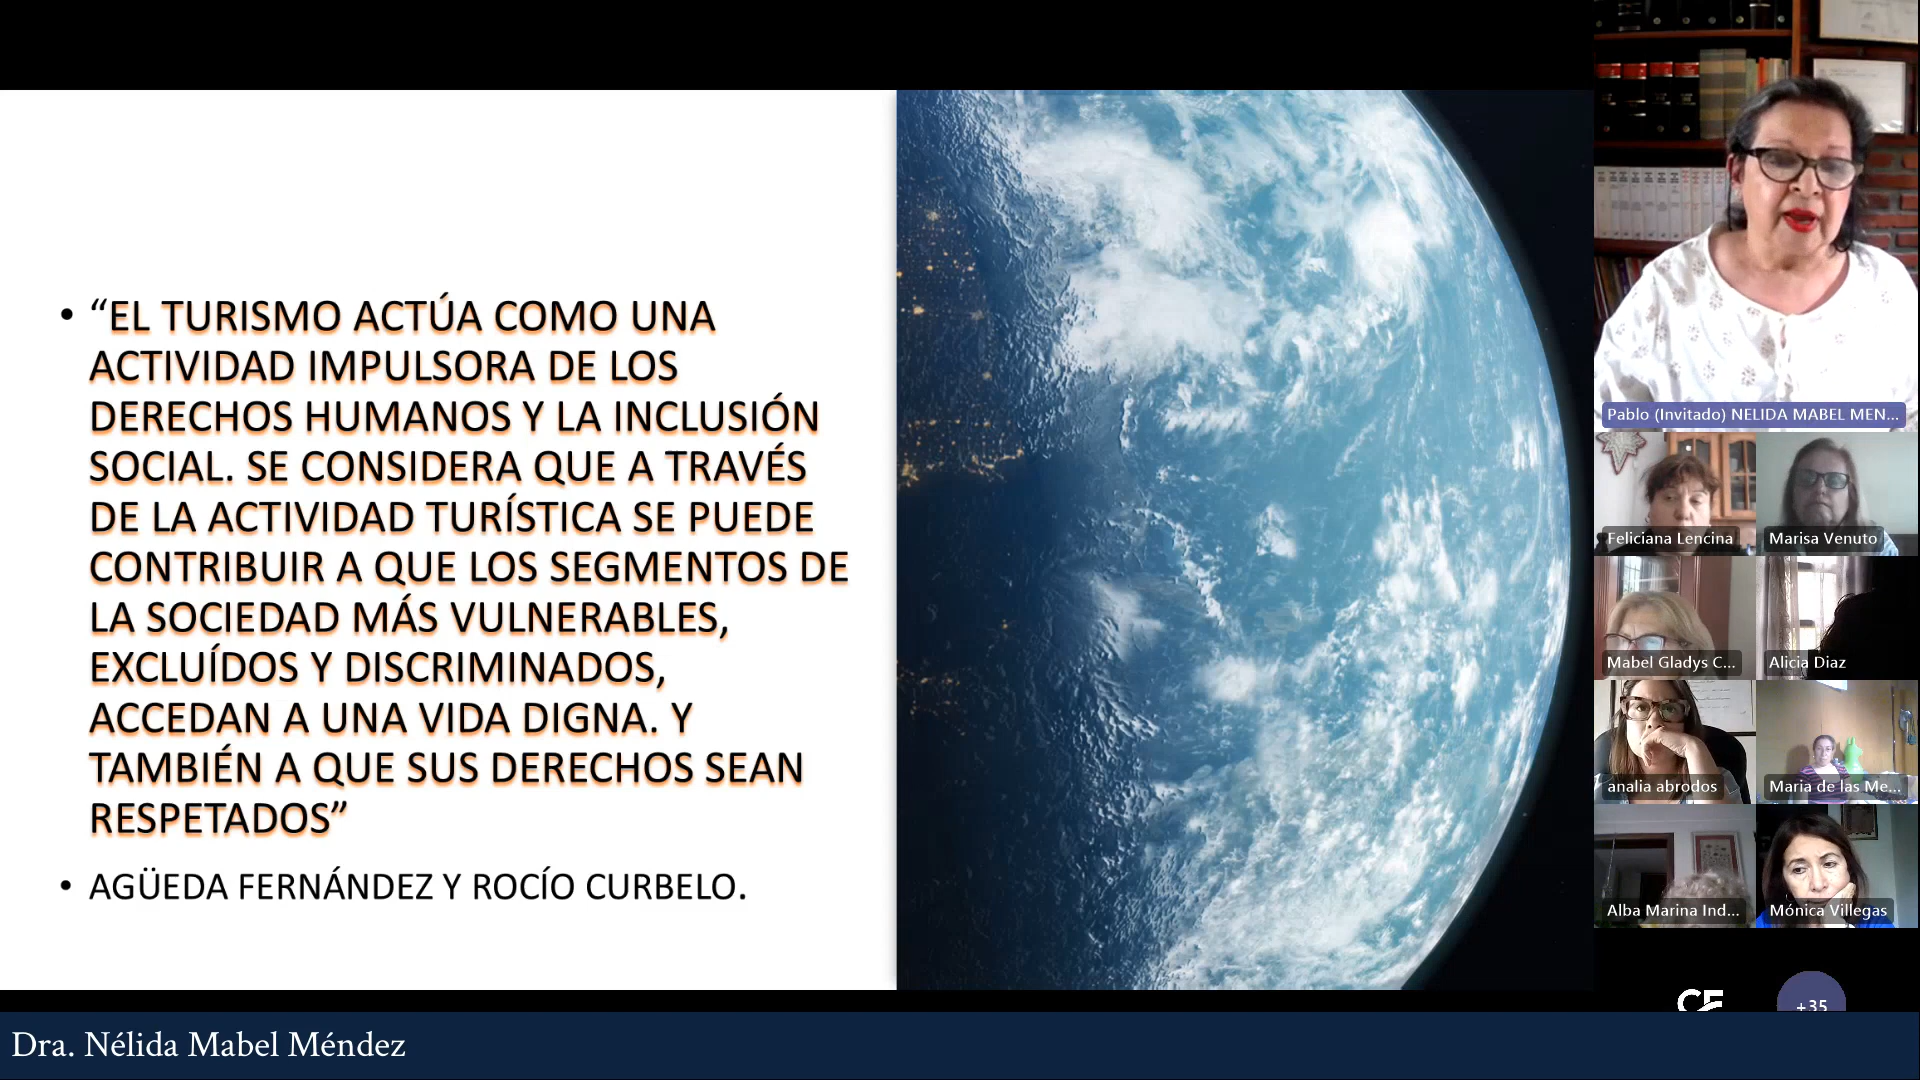 • “EL TURISMO ACTÚA COMO UNA
ACTIVIDAD IMPULSORA DE LOS
DERECHOS HUMANOS Y LA INCLUSIÓN
SOCIAL. SE CONSIDERA QUE A TRAVÉS
DE LA ACTIVIDAD TURÍSTICA SE PUEDE
CONTRIBUIR A QUE LOS SEGMENTOS DE
LA SOCIEDAD MÁS VULNERABLES,
EXCLUÍDOS Y DISCRIMINADOS,
ACCEDAN A UNA VIDA DIGNA. Y
TAMBIÉN A QUE SUS DERECHOS SEAN
RESPETADOS”
• AGÜEDA FERNÁNDEZ Y ROCÍO CURBELO.
Pablo (Invitado) NELIDA MABEL MEN...
Feliciana Lencina
Marisa Venuto
Mabel Gladys C...
Alicia Diaz
analia abrodos
Maria de las Me...
Alba Marina Ind...
Mónica Villegas
CF
+35
Dra. Nélida Mabel Méndez